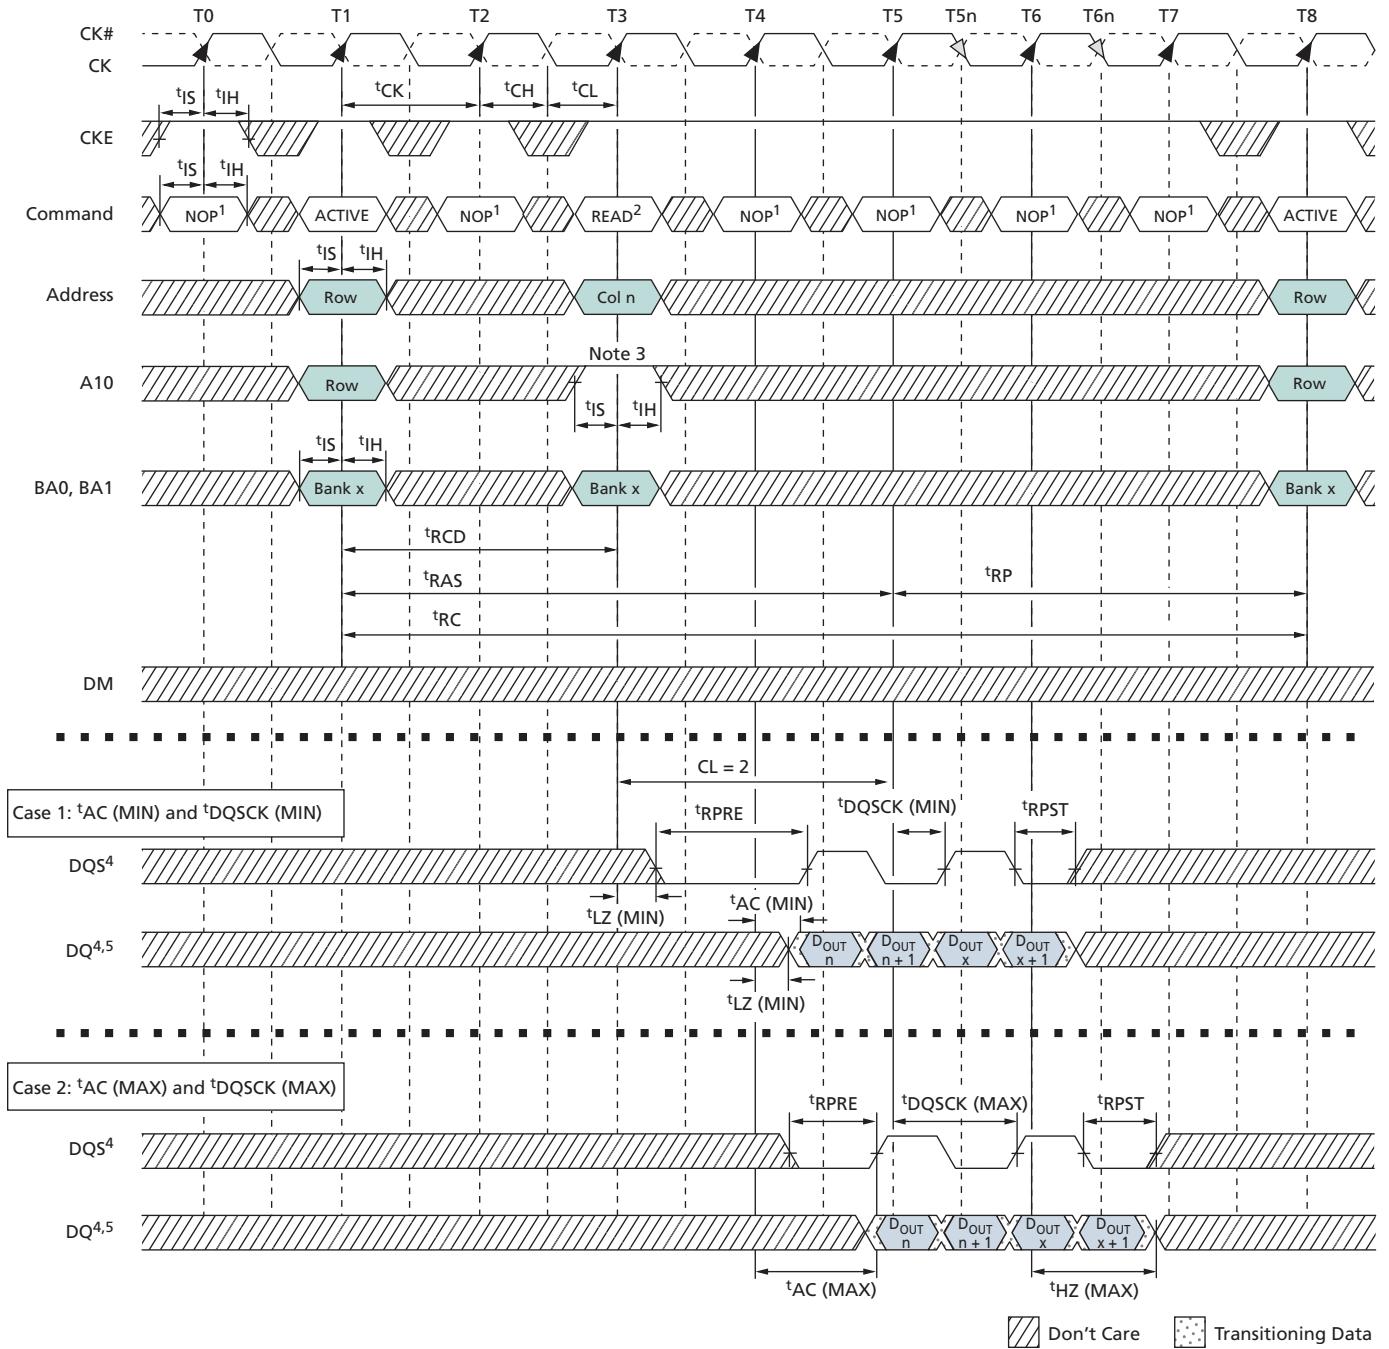 T0 T1 T2 T3 T4 T5 T5n T6 T6n T7 T8
CK#
CK
tCK tCH tCL
tIS tIH
CKE
tIS tIH
Command NOP1 ACTIVE NOP1 READ2 NOP1 NOP1 NOP1 NOP1 ACTIVE
tIS tIH
Address Row Col n Row
Note 3
A10 Row Row
tIS tIH
tIS tIH
BA0, BA1 Bank x Bank x Bank x
tRCD
tRAS tRP
tRC
DM
CL = 2
Case 1: tAC (MIN) and tDQSCK (MIN)
tRPRE tDQSCK (MIN) tRPST
DQS4
tLZ (MIN) tAC (MIN)
DQ4,5 DOUT n DOUT n + 1 DOUT x DOUT x + 1
tLZ (MIN)
Case 2: tAC (MAX) and tDQSCK (MAX)
tRPRE tDQSCK (MAX) tRPST
DQS4
DQ4,5 DOUT n DOUT n + 1 DOUT x DOUT x + 1
tAC (MAX) tHZ (MAX)
Don't Care Transitioning Data